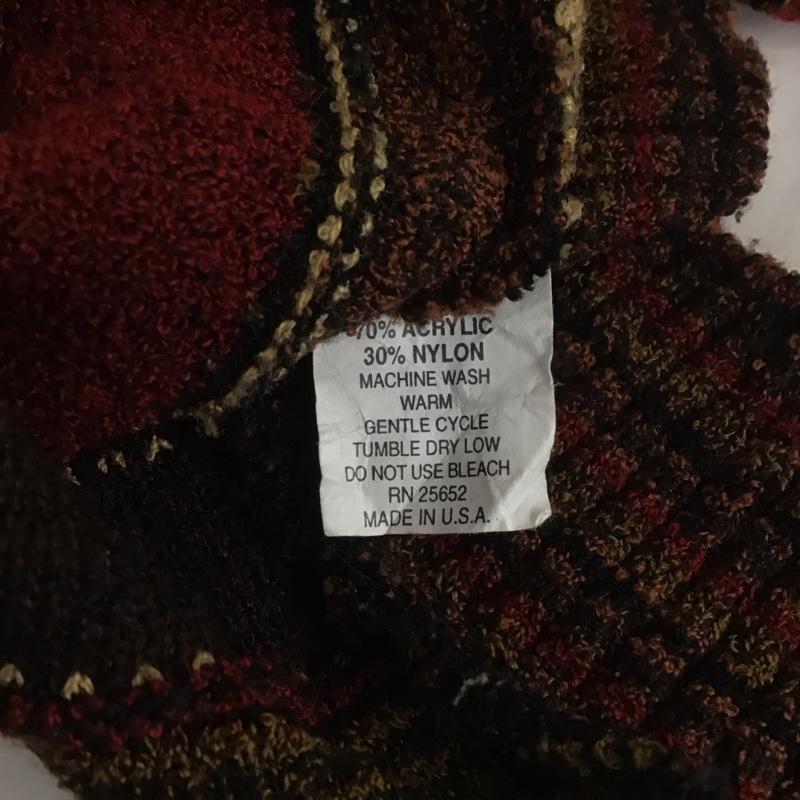 70% ACRYLIC
30% NYLON
MACHINE WASH
WARM
GENTLE CYCLE
TUMBLE DRY LOW
DO NOT USE BLEACH
RN 25652
MADE IN U.S.A.